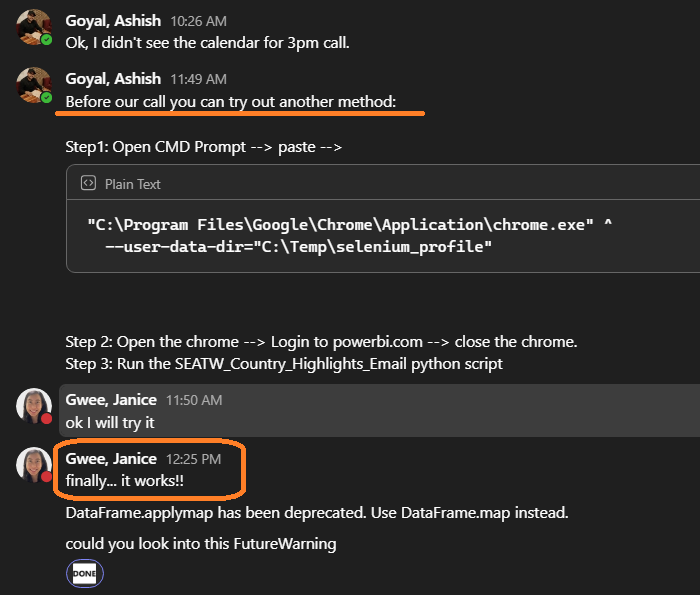 Goyal, Ashish 10:26 AM
Ok, I didn't see the calendar for 3pm call.
Goyal, Ashish 11:49 AM
Before our call you can try out another method:
Step1: Open CMD Prompt --> paste -->
Plain Text
"C:\Program Files\Google\Chrome\Application\chrome.exe" ^
--user-data-dir="C:\Temp\selenium_profile"
Step 2: Open the chrome --> Login to powerbi.com --> close the chrome.
Step 3: Run the SEATW_Country_Highlights_Email python script
Gwee, Janice 11:50 AM
ok I will try it
Gwee, Janice 12:25 PM
finally... it works!!
DataFrame.applymap has been deprecated. Use DataFrame.map instead.
could you look into this FutureWarning
DONE